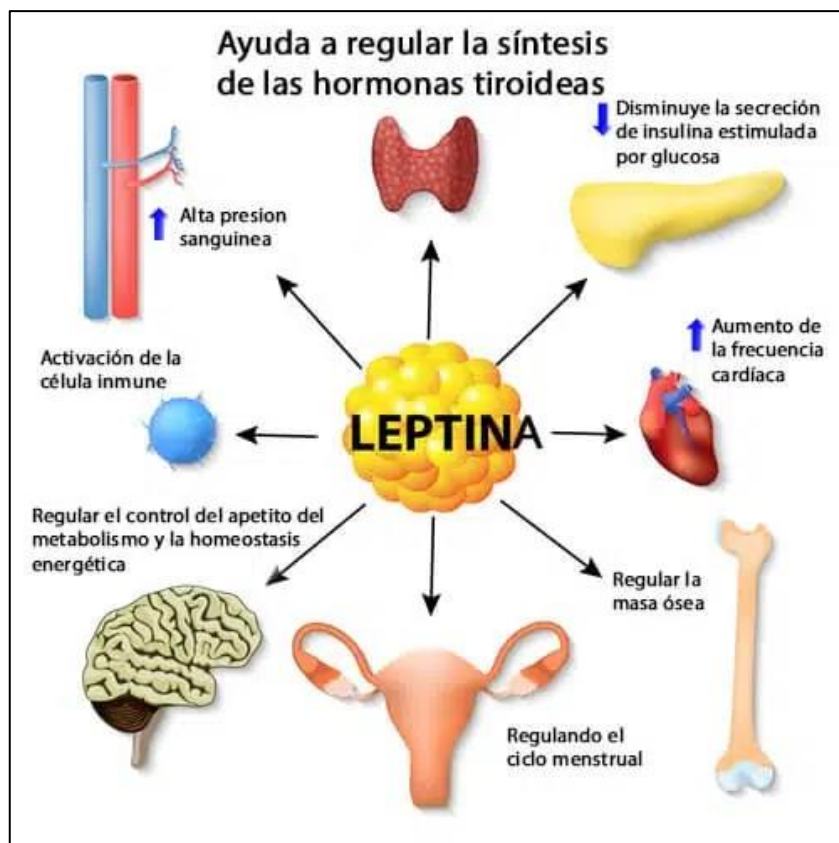 Ayuda a regular la síntesis
de las hormonas tiroideas
Disminuye la secreción
de insulina estimulada
por glucosa
Alta presion
sanguinea
Aumento de
la frecuencia
cardíaca
Activación de la
célula inmune
LEPTINA
Regular el control del apetito del
metabolismo y la homeostasis
energética
Regular la
masa ósea
Regulando el
ciclo menstrual